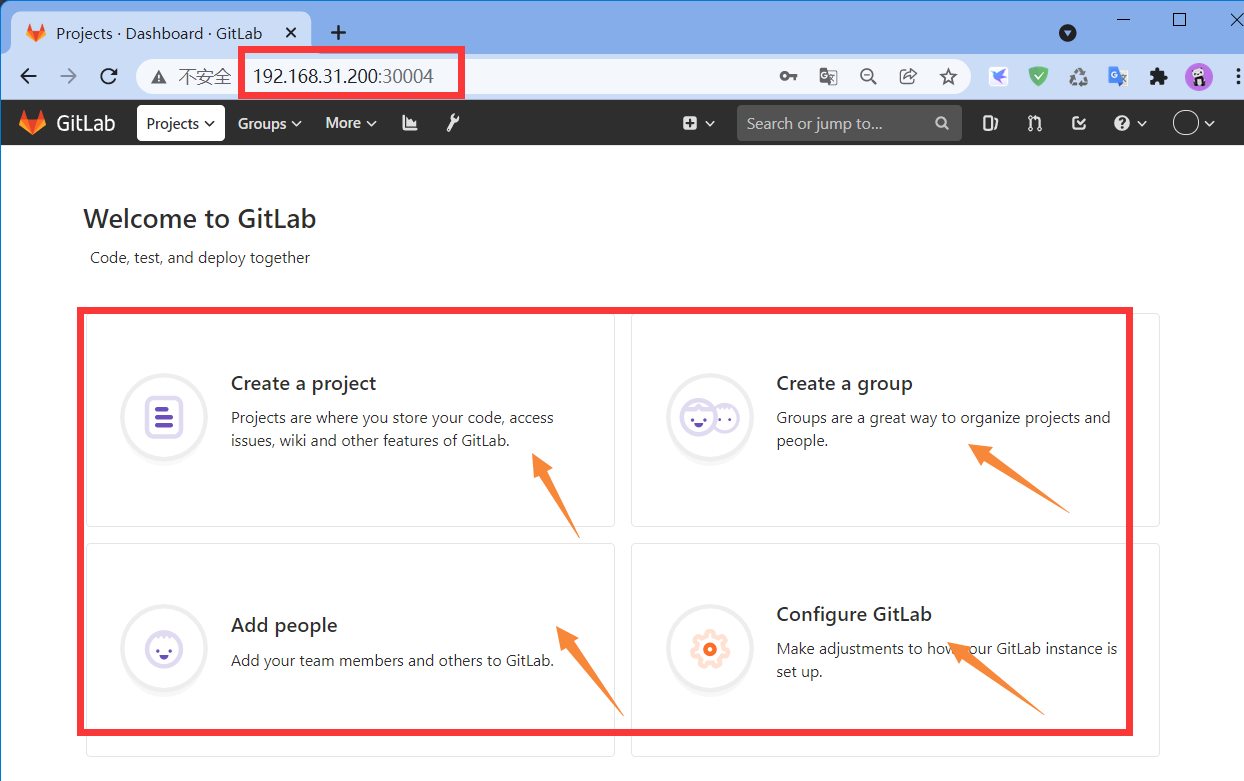 Projects · Dashboard · GitLab
不安全 192.168.31.200:30004
GitLab Projects Groups More Search or jump to...
Welcome to GitLab
Code, test, and deploy together
Create a project
Projects are where you store your code, access
issues, wiki and other features of GitLab.
Create a group
Groups are a great way to organize projects and
people.
Add people
Add your team members and others to GitLab.
Configure GitLab
Make adjustments to how your GitLab instance is
set up.